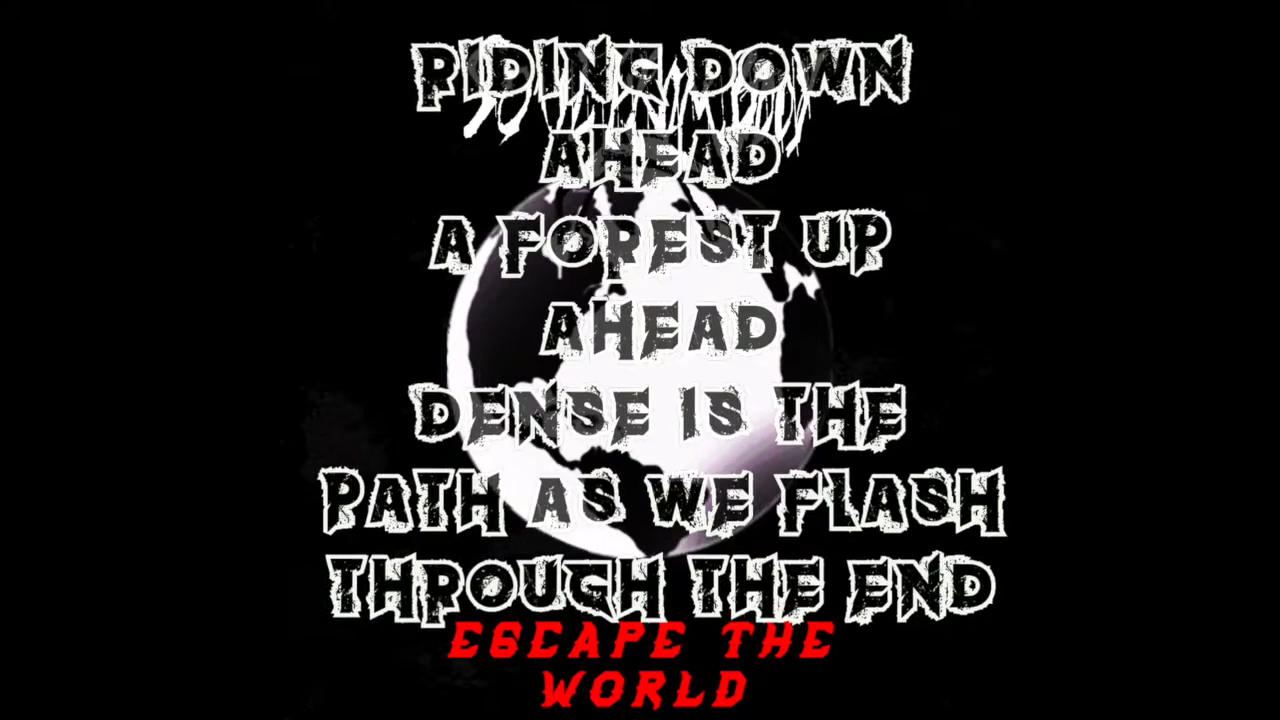 RIDING DOWN
AHEAD
A FOREST UP
AHEAD
DENSE IS THE
PATH AS WE FLASH
THROUGH THE END
ESCAPE THE
WORLD